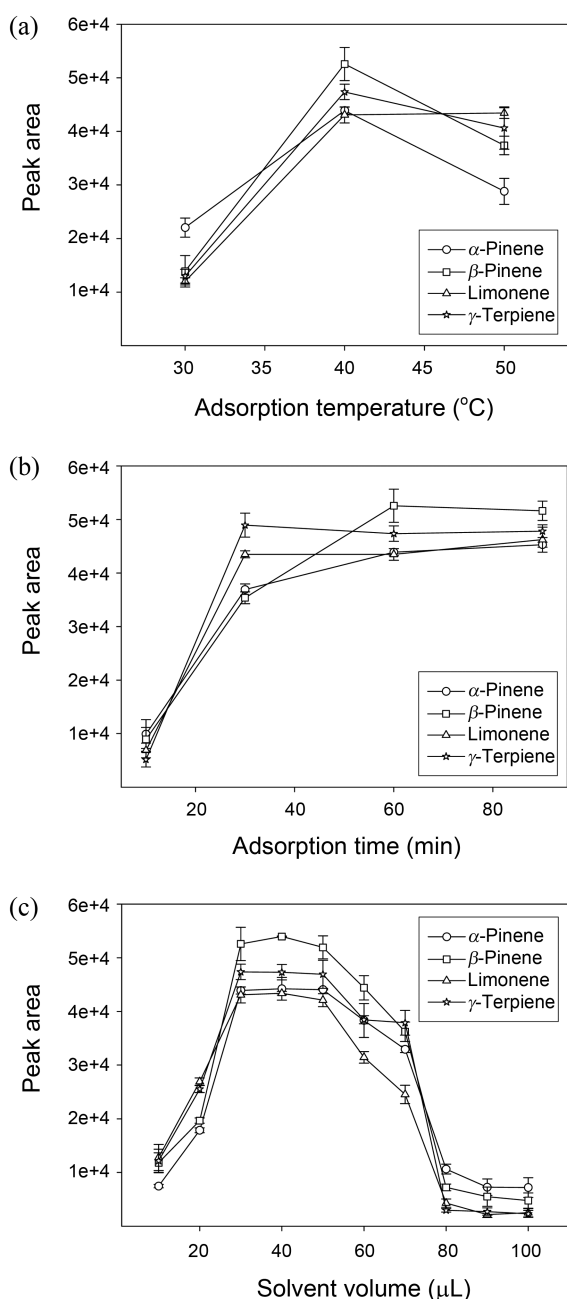 (a)
6e+4
5e+4
4e+4
3e+4
2e+4
1e+4
Peak area
α-Pinene
β-Pinene
Limonene
γ-Terpiene
30 35 40 45 50
Adsorption temperature (°C)
(b)
6e+4
5e+4
4e+4
3e+4
2e+4
1e+4
Peak area
α-Pinene
β-Pinene
Limonene
γ-Terpiene
20 40 60 80
Adsorption time (min)
(c)
6e+4
5e+4
4e+4
3e+4
2e+4
1e+4
Peak area
α-Pinene
β-Pinene
Limonene
γ-Terpiene
20 40 60 80 100
Solvent volume (μL)